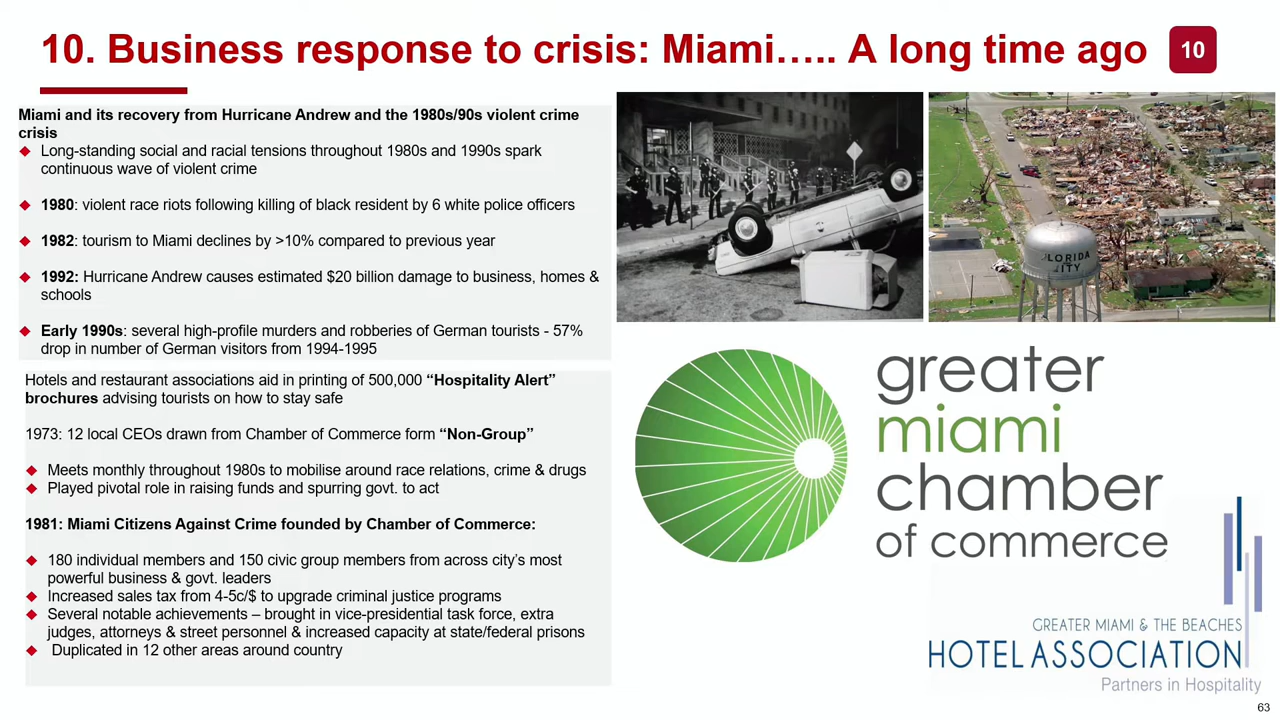 10. Business response to crisis: Miami….. A long time ago
10
Miami and its recovery from Hurricane Andrew and the 1980s/90s violent crime
crisis
Long-standing social and racial tensions throughout 1980s and 1990s spark
continuous wave of violent crime
1980: violent race riots following killing of black resident by 6 white police officers
1982: tourism to Miami declines by >10% compared to previous year
1992: Hurricane Andrew causes estimated $20 billion damage to business, homes &
schools
Early 1990s: several high-profile murders and robberies of German tourists - 57%
drop in number of German visitors from 1994-1995
Hotels and restaurant associations aid in printing of 500,000 “Hospitality Alert”
brochures advising tourists on how to stay safe
1973: 12 local CEOs drawn from Chamber of Commerce form “Non-Group”
Meets monthly throughout 1980s to mobilise around race relations, crime & drugs
Played pivotal role in raising funds and spurring govt. to act
1981: Miami Citizens Against Crime founded by Chamber of Commerce:
180 individual members and 150 civic group members from across city’s most
powerful business & govt. leaders
Increased sales tax from 4-5c/$ to upgrade criminal justice programs
Several notable achievements – brought in vice-presidential task force, extra
judges, attorneys & street personnel & increased capacity at state/federal prisons
Duplicated in 12 other areas around country
FLORIDA
CITY
greater
miami
chamber
of commerce
GREATER MIAMI & THE BEACHES
HOTEL ASSOCIATION
Partners in Hospitality
63